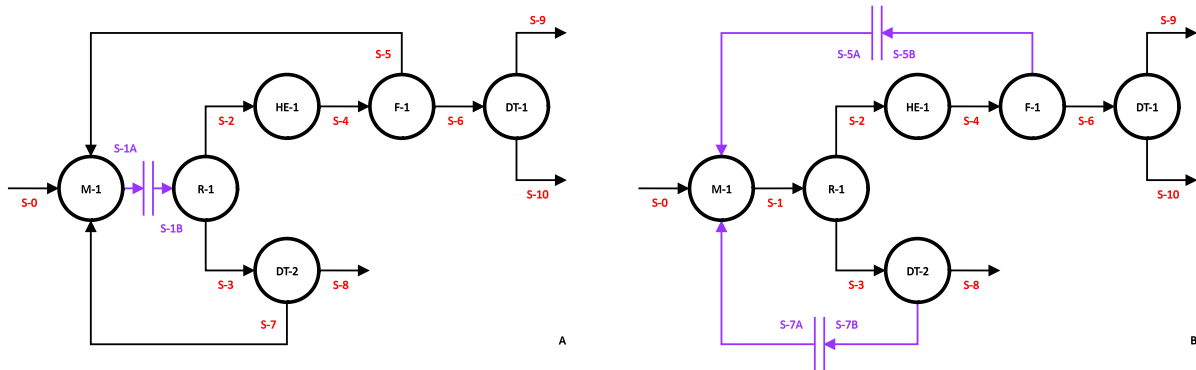 S-9
S-5
HE-1
F-1
DT-1
S-2
S-4
S-6
S-1A
M-1
R-1
S-0
S-10
S-1B
DT-2
S-3
S-8
S-7
A
S-9
S-5A
S-5B
HE-1
F-1
DT-1
S-2
S-4
S-6
M-1
R-1
S-0
S-1
S-10
DT-2
S-3
S-8
S-7A
S-7B
B